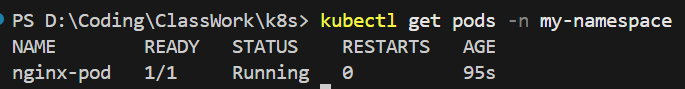 PS D:\Coding\ClassWork\k8s> kubectl get pods -n my-namespace
NAME        READY   STATUS    RESTARTS   AGE
nginx-pod   1/1     Running   0          95s